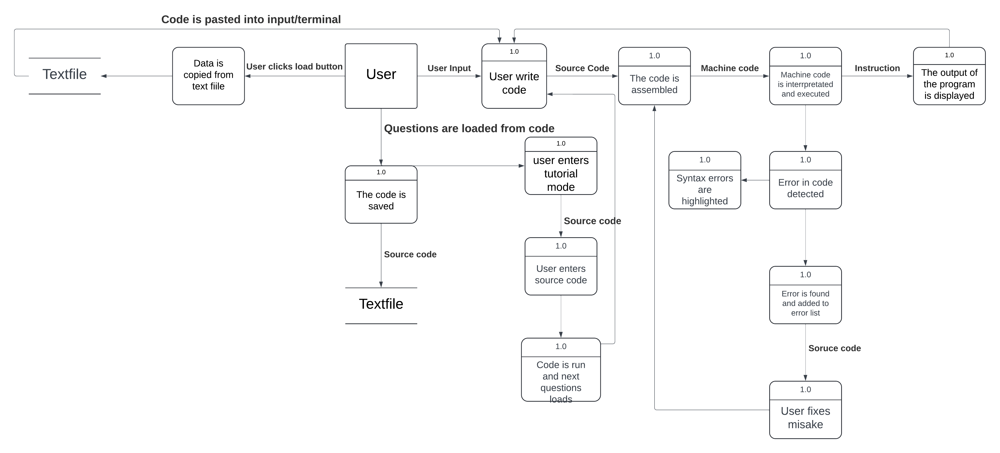 Code is pasted into input/terminal
Textfile
Data is
copied from
text fiile
User clicks load button
User
User Input
1.0
User write
code
Source Code
1.0
The code is
assembled
Machine code
1.0
Machine code
is interrpretated
and executed
Instruction
1.0
The output of
the program
is displayed
Questions are loaded from code
1.0
user enters
tutorial
mode
1.0
Syntax errors
are
highlighted
1.0
Error in code
detected
1.0
The code is
saved
Source code
Source code
1.0
User enters
source code
1.0
Error is found
and added to
error list
Textfile
1.0
Code is run
and next
questions
loads
Soruce code
1.0
User fixes
misake